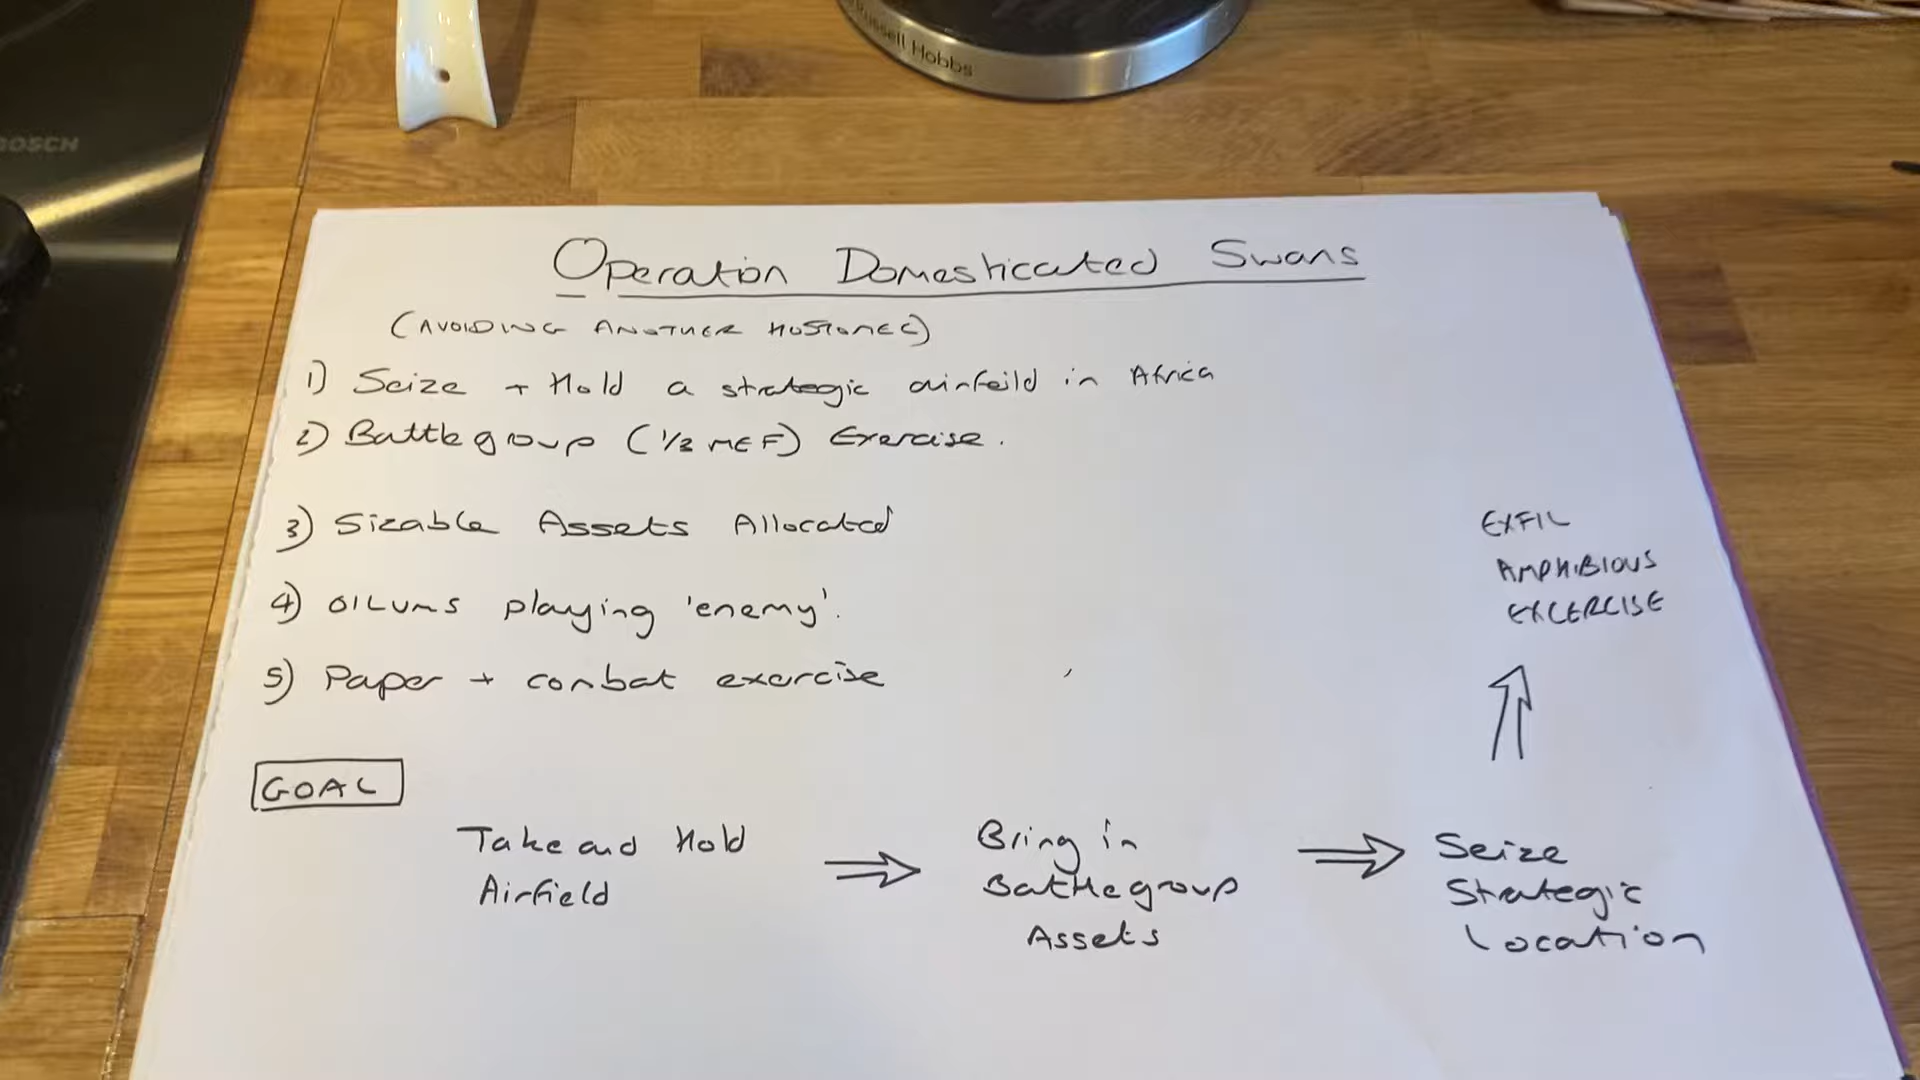 Russell Hobbs
BOSCH
Operation Domesticated Swans
(AVOIDING ANOTHER HOSTOMEL)
1) Seize + Hold a strategic airfeild in Africa
2) Battlegroup (1/2 MEF) Exercise.
3) Sizable Assets Allocated
4) OILUMS playing 'enemy'.
5) Paper + combat exercise
EXFIL
AMPHIBIOUS
EXCERCISE
GOAL
Take and Hold
Airfield
⇒
Bring in
Battlegroup
Assets
⇒
Seize
Strategic
Location